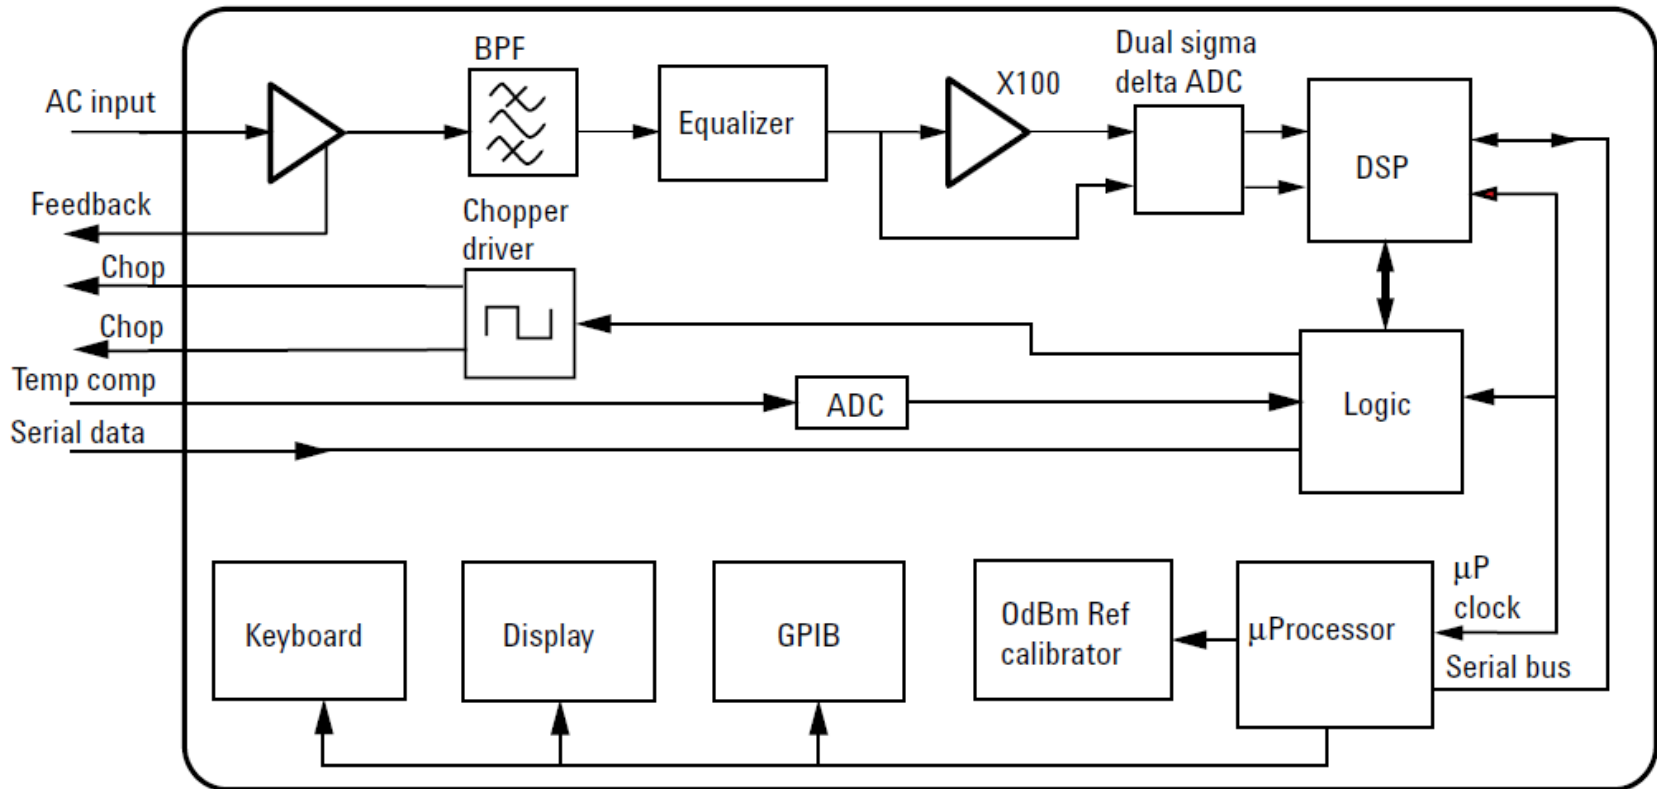 BPF
Dual sigma
delta ADC
X100
AC input
Equalizer
DSP
Feedback
Chopper
driver
Chop
Chop
Temp comp
ADC
Logic
Serial data
μP
clock
Keyboard
Display
GPIB
OdBm Ref
calibrator
μProcessor
Serial bus